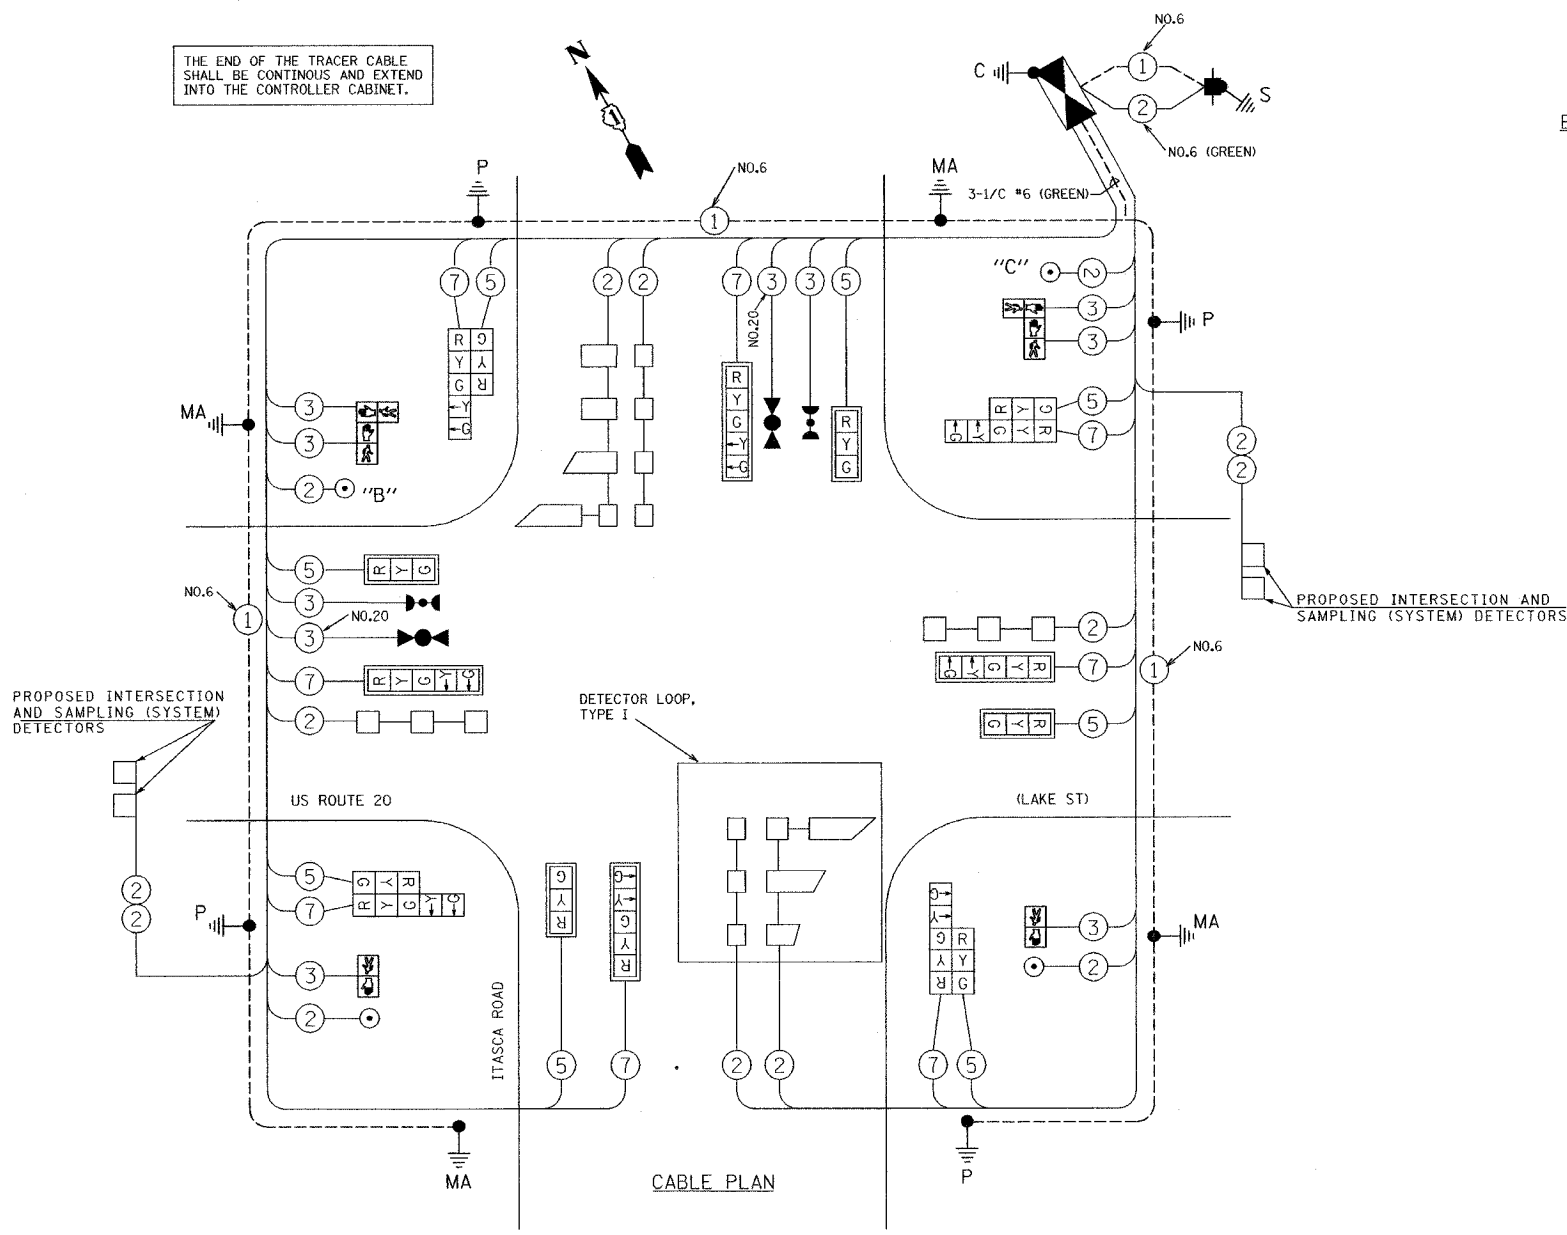 NO.6
THE END OF THE TRACER CABLE
SHALL BE CONTINOUS AND EXTEND
INTO THE CONTROLLER CABINET.
N
1
C
1
S
2
NO.6 (GREEN)
P
NO.6
MA
3-1/C #6 (GREEN)
1
"C"
2
7 5 2 2 7 3 3 5
3
P
NO.20
3
R G
Y Y
G R
Y
G
R
Y
G
Y
G
R
Y
G
MA
3
3
2
"B"
R Y G
G Y R G Y
5
7
2
2
5
R Y G
3
NO.6
1
NO.20
3
PROPOSED INTERSECTION AND
SAMPLING (SYSTEM) DETECTORS
2
7
R Y G Y G
G Y G Y R
7
1
NO.6
PROPOSED INTERSECTION
AND SAMPLING (SYSTEM)
DETECTORS
2
DETECTOR LOOP,
TYPE I
G Y R
5
US ROUTE 20
(LAKE ST)
5
G Y R
7
R Y G Y G
2
2
P
G
Y
R
G
Y
G
Y
R
G
Y
G R
Y Y
R G
3
2
MA
3
2
ITASCA ROAD
5 7 2 2 7 5
MA
P
CABLE PLAN